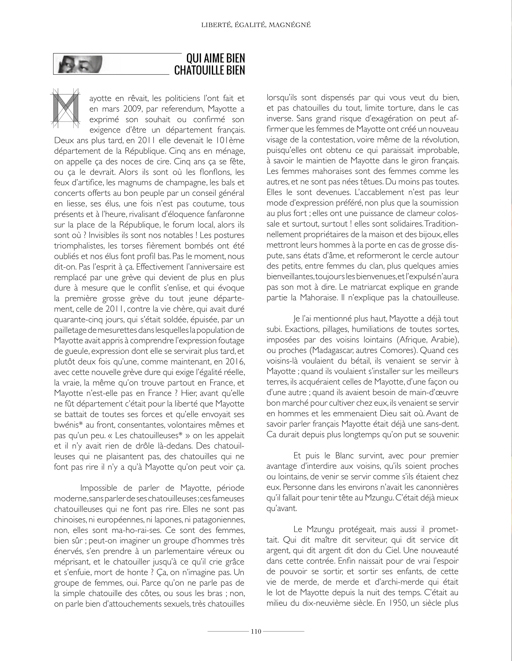 LIBERTÉ, ÉGALITÉ, MAGNÉGNÉ
QUI AIME BIEN
CHATOUILLE BIEN
Mayotte en rêvait, les politiciens l'ont fait et
en mars 2009, par referendum, Mayotte a
exprimé son souhait ou confirmé son
exigence d'être un département français.
Deux ans plus tard, en 2011 elle devenait le 101ème
département de la République. Cinq ans en ménage,
on appelle ça des noces de cire. Cinq ans ça se fête,
ou ça le devrait. Alors ils sont où les flonflons, les
feux d'artifice, les magnums de champagne, les bals et
concerts offerts au bon peuple par un conseil général
en liesse, ses élus, une fois n'est pas coutume, tous
présents et à l'heure, rivalisant d'éloquence fanfaronne
sur la place de la République, le forum local, alors ils
sont où ? Invisibles ils sont nos notables ! Les postures
triomphalistes, les torses fièrement bombés ont été
oubliés et nos élus font profil bas. Pas le moment, nous
dit-on. Pas l'esprit à ça. Effectivement l'anniversaire est
remplacé par une grève qui devient de plus en plus
dure à mesure que le conflit s'enlise, et qui évoque
la première grosse grève du tout jeune départe-
ment, celle de 2011, contre la vie chère, qui avait duré
quarante-cinq jours, qui s'était soldée, épuisée, par un
pailletage de mesurettes dans lesquelles la population de
Mayotte avait appris à comprendre l'expression foutage
de gueule, expression dont elle se servirait plus tard, et
plutôt deux fois qu'une, comme maintenant, en 2016,
avec cette nouvelle grève dure qui exige l'égalité réelle,
la vraie, la même qu'on trouve partout en France, et
Mayotte n'est-elle pas en France ? Hier, avant qu'elle
ne fût département c'était pour la liberté que Mayotte
se battait de toutes ses forces et qu'elle envoyait ses
bwénis* au front, consentantes, volontaires mêmes et
pas qu'un peu. « Les chatouilleuses* » on les appelait
et il n'y avait rien de drôle là-dedans. Des chatouil-
leuses qui ne plaisantent pas, des chatouilles qui ne
font pas rire il n'y a qu'à Mayotte qu'on peut voir ça.
Impossible de parler de Mayotte, période
moderne, sans parler de ses chatouilleuses ; ces fameuses
chatouilleuses qui ne font pas rire. Elles ne sont pas
chinoises, ni européennes, ni lapones, ni patagoniennes,
non, elles sont ma-ho-rai-ses. Ce sont des femmes,
bien sûr ; peut-on imaginer un groupe d'hommes très
énervés, s'en prendre à un parlementaire véreux ou
méprisant, et le chatouiller jusqu'à ce qu'il crie grâce
et s'enfuie, mort de honte ? Ça, on n'imagine pas. Un
groupe de femmes, oui. Parce qu'on ne parle pas de
la simple chatouille des côtes, ou sous les bras ; non,
on parle bien d'attouchements sexuels, très chatouilles
lorsqu'ils sont dispensés par qui vous veut du bien,
et pas chatouilles du tout, limite torture, dans le cas
inverse. Sans grand risque d'exagération on peut af-
firmer que les femmes de Mayotte ont créé un nouveau
visage de la contestation, voire même de la révolution,
puisqu'elles ont obtenu ce qui paraissait improbable,
à savoir le maintien de Mayotte dans le giron français.
Les femmes mahoraises sont des femmes comme les
autres, et ne sont pas nées têtues. Du moins pas toutes.
Elles le sont devenues. L'accablement n'est pas leur
mode d'expression préféré, non plus que la soumission
au plus fort ; elles ont une puissance de clameur colos-
sale et surtout, surtout ! elles sont solidaires. Tradition-
nellement propriétaires de la maison et des bijoux, elles
mettront leurs hommes à la porte en cas de grosse dis-
pute, sans états d'âme, et reformeront le cercle autour
des petits, entre femmes du clan, plus quelques amies
bienveillantes, toujours les bienvenues, et l'expulsé n'aura
pas son mot à dire. Le matriarcat explique en grande
partie la Mahoraise. Il n'explique pas la chatouilleuse.
Je l'ai mentionné plus haut, Mayotte a déjà tout
subi. Exactions, pillages, humiliations de toutes sortes,
imposées par des voisins lointains (Afrique, Arabie),
ou proches (Madagascar, autres Comores). Quand ces
voisins-là voulaient du bétail, ils venaient se servir à
Mayotte ; quand ils voulaient s'installer sur les meilleurs
terres, ils acquéraient celles de Mayotte, d'une façon ou
d'une autre ; quand ils avaient besoin de main-d'œuvre
bon marché pour cultiver chez eux, ils venaient se servir
en hommes et les emmenaient Dieu sait où. Avant de
savoir parler français Mayotte était déjà une sans-dent.
Ca durait depuis plus longtemps qu'on put se souvenir.
Et puis le Blanc survint, avec pour premier
avantage d'interdire aux voisins, qu'ils soient proches
ou lointains, de venir se servir comme s'ils étaient chez
eux. Personne dans les environs n'avait les canonnières
qu'il fallait pour tenir tête au Mzungu. C'était déjà mieux
qu'avant.
Le Mzungu protégeait, mais aussi il promet-
tait. Qui dit maître dit serviteur, qui dit service dit
argent, qui dit argent dit don du Ciel. Une nouveauté
dans cette contrée. Enfin naissait pour de vrai l'espoir
de pouvoir se sortir, et sortir ses enfants, de cette
vie de merde, de merde et d'archi-merde qui était
le lot de Mayotte depuis la nuit des temps. C'était au
milieu du dix-neuvième siècle. En 1950, un siècle plus
110